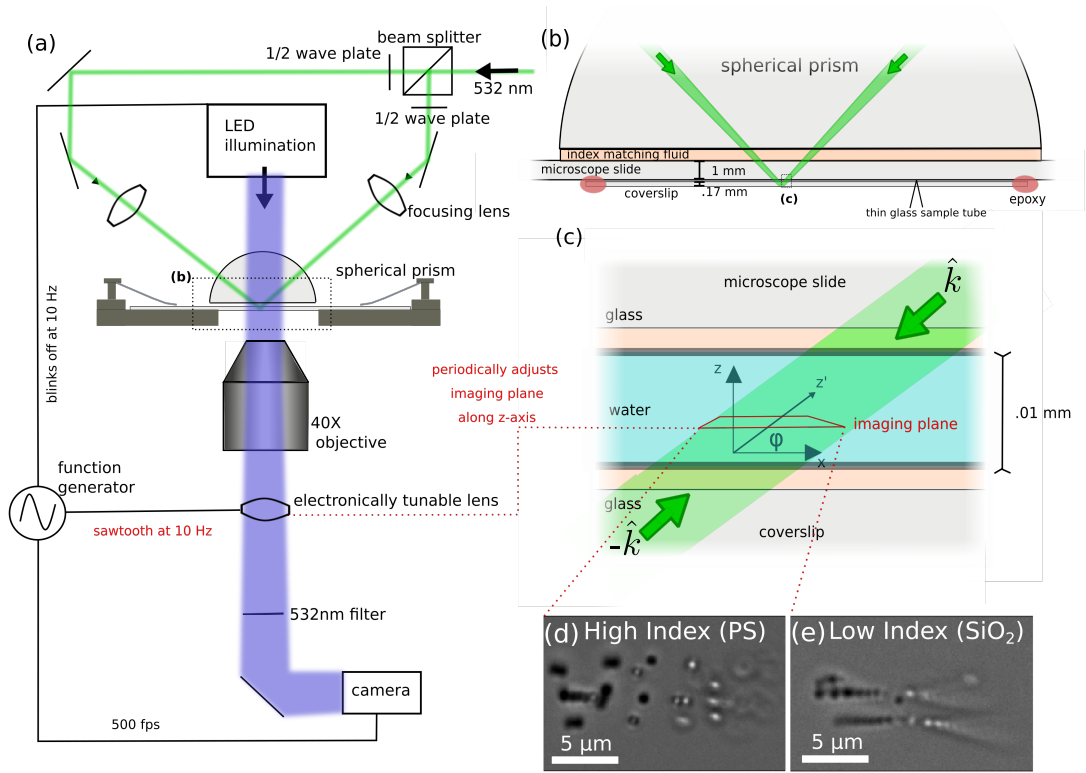 (a)
beam splitter
1/2 wave plate
532 nm
1/2 wave plate
LED
illumination
focusing lens
spherical prism
(b)
blinks off at 10 Hz
40X
objective
periodically adjusts
imaging plane
along z-axis
function
generator
electronically tunable lens
sawtooth at 10 Hz
532nm filter
camera
500 fps
(b)
spherical prism
index matching fluid
microscope slide
1 mm
coverslip
.17 mm
(c)
thin glass sample tube
epoxy
(c)
microscope slide
k̂
glass
z
z'
water
.01 mm
imaging plane
φ
x
glass
-k̂
coverslip
(d) High Index (PS)
5 μm
(e) Low Index (SiO₂)
5 μm